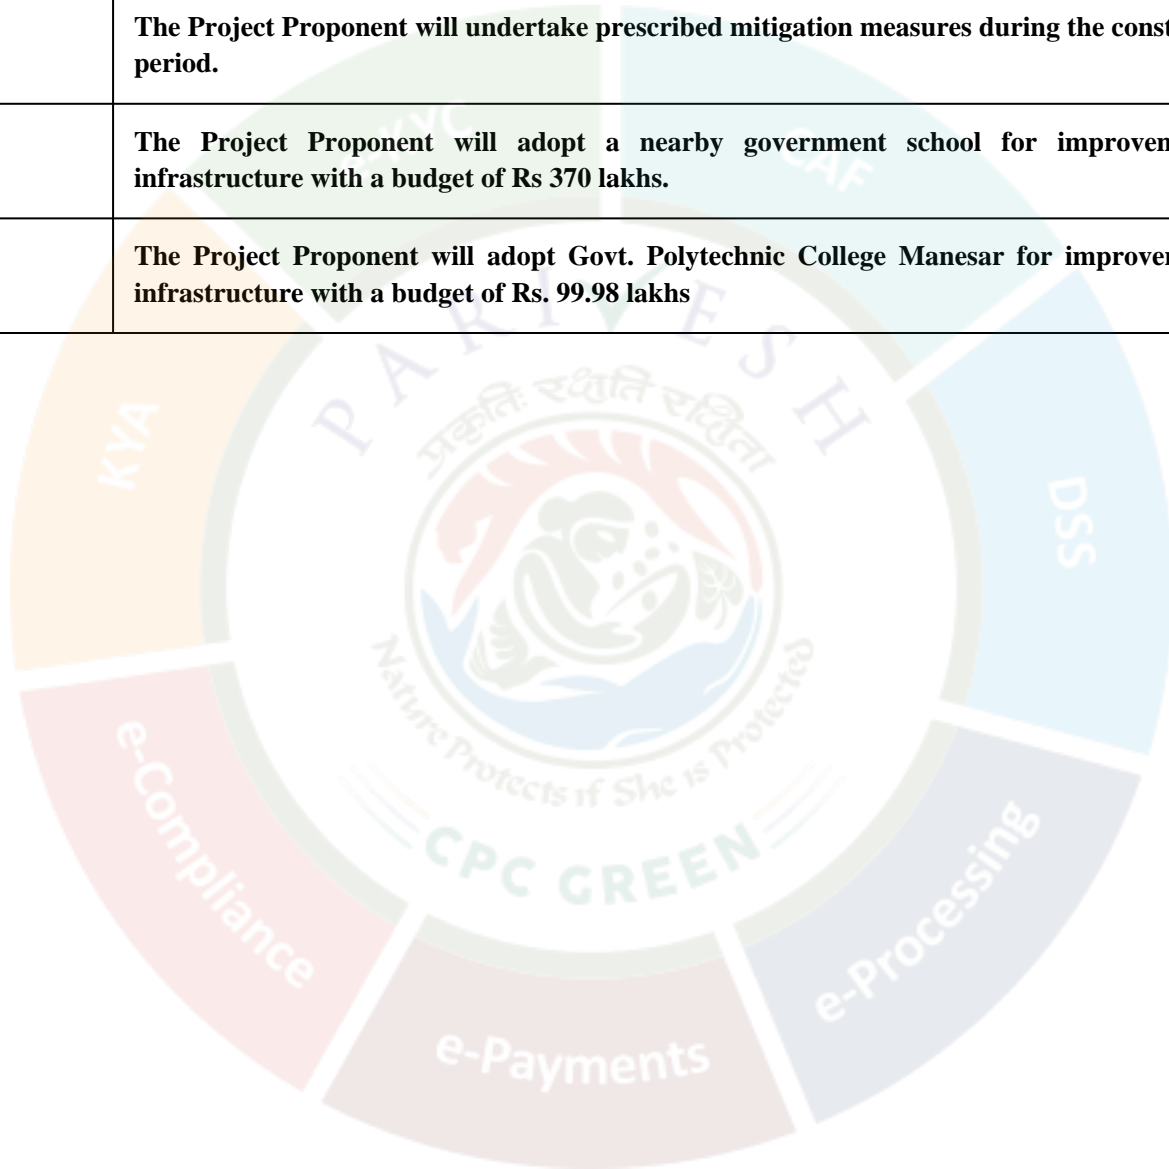 The Project Proponent will undertake prescribed mitigation measures during the const
period.
The Project Proponent will adopt a nearby government school for improven
infrastructure with a budget of Rs 370 lakhs.
The Project Proponent will adopt Govt. Polytechnic College Manesar for improver
infrastructure with a budget of Rs. 99.98 lakhs
e-KYC
CAF
PARIVESH
KYA
प्रकृतिः रक्षति रक्षिता
DSS
Nature Protects if She is Protected
e-Compliance
CPC GREEN
e-Processing
e-Payments